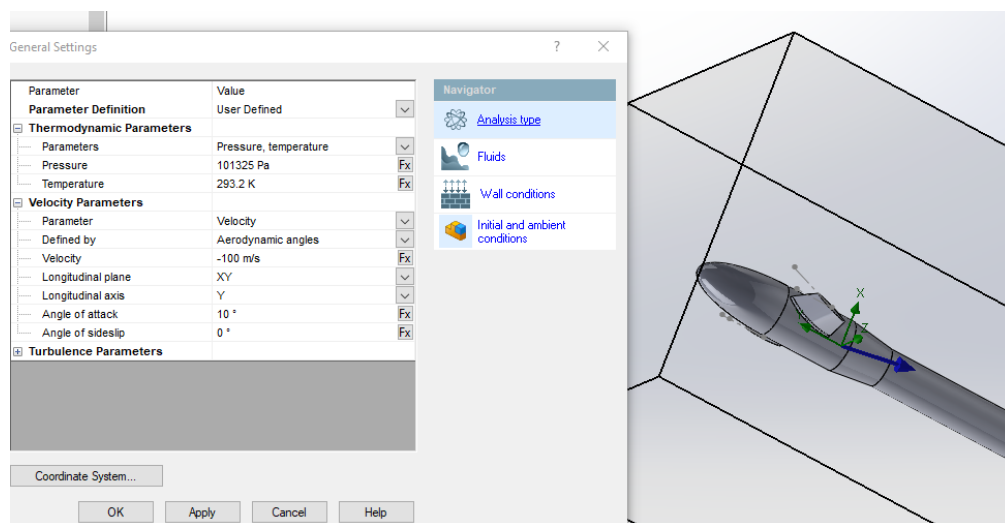 General Settings
?
Parameter Value
Parameter Definition User Defined
Thermodynamic Parameters
Parameters Pressure, temperature
Pressure 101325 Pa Fx
Temperature 293.2 K Fx
Velocity Parameters
Parameter Velocity
Defined by Aerodynamic angles
Velocity -100 m/s Fx
Longitudinal plane XY
Longitudinal axis Y
Angle of attack 10 ° Fx
Angle of sideslip 0 ° Fx
Turbulence Parameters
Coordinate System...
OK Apply Cancel Help
Navigator
Analysis type
Fluids
Wall conditions
Initial and ambient
conditions
X
Z